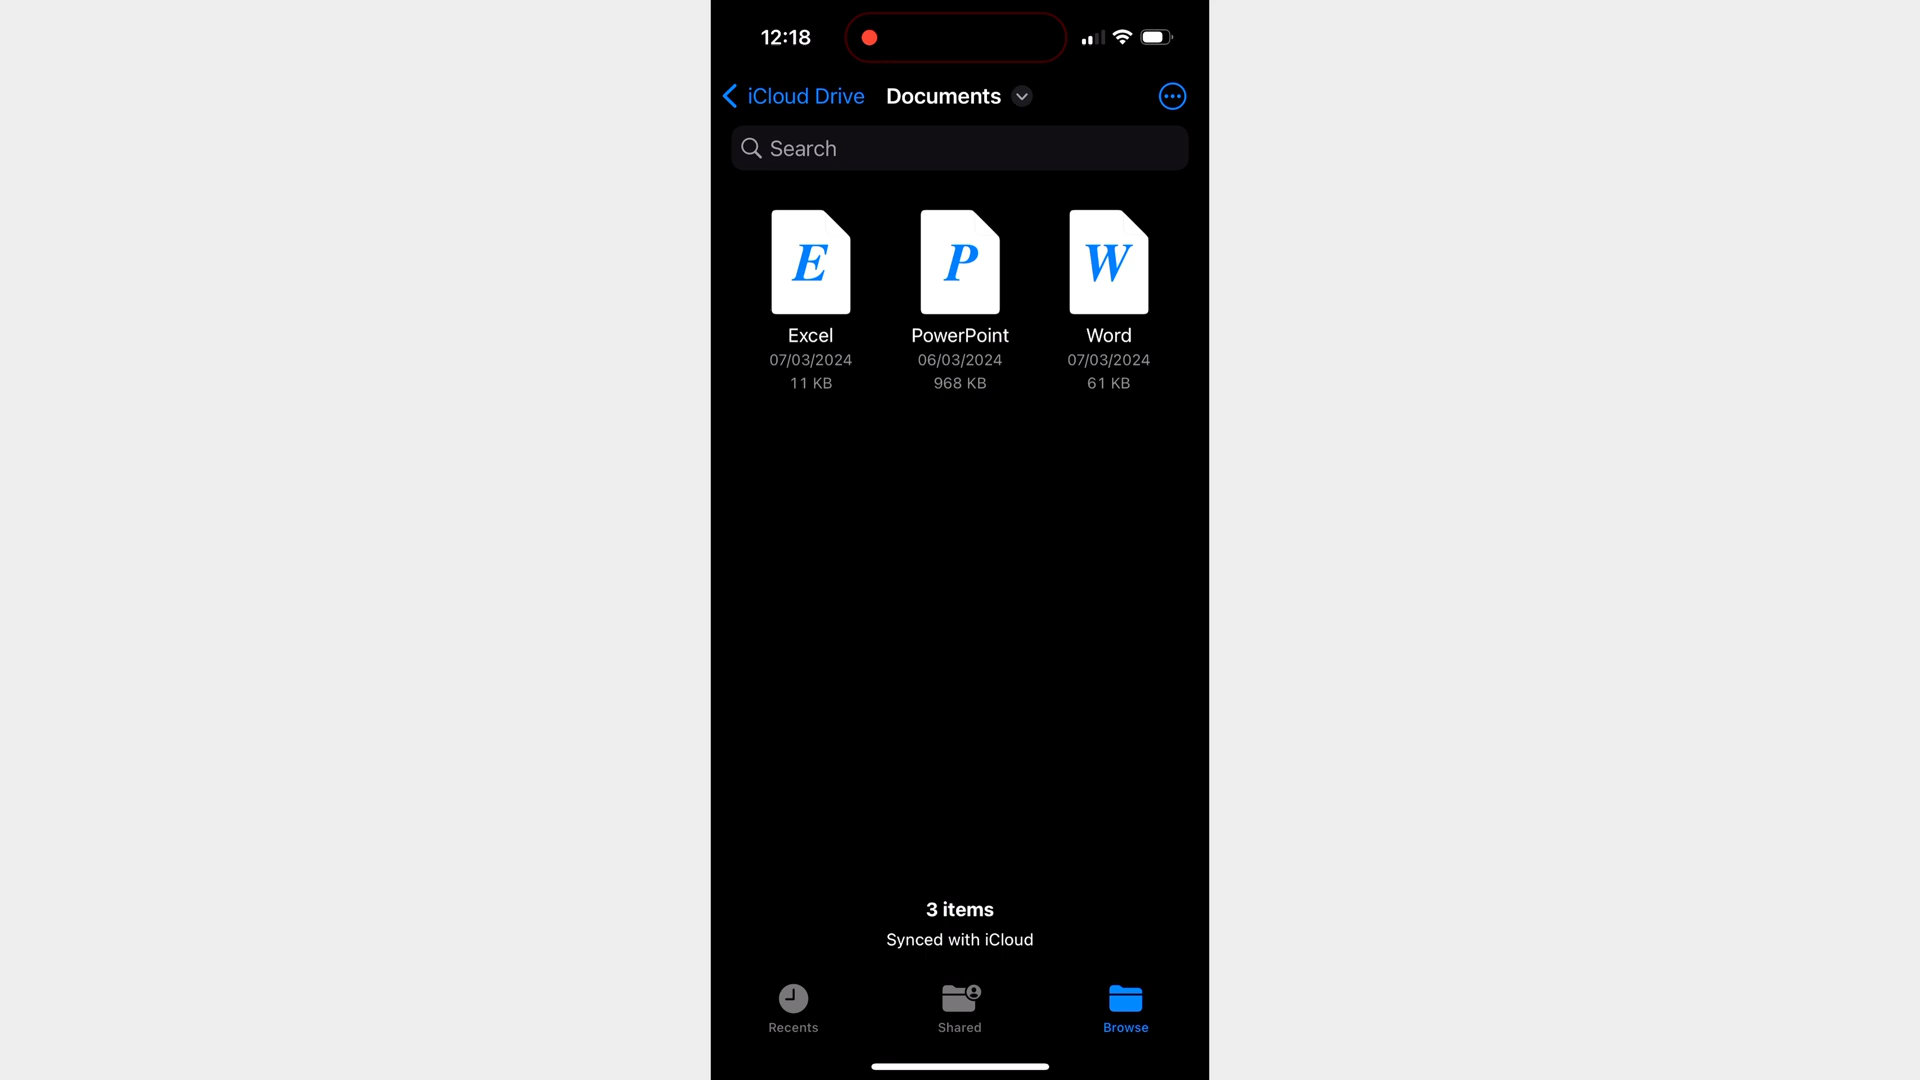 12:18
iCloud Drive Documents
Search
E P W
Excel PowerPoint Word
07/03/2024 06/03/2024 07/03/2024
11 KB 968 KB 61 KB
3 items
Synced with iCloud
Recents Shared Browse